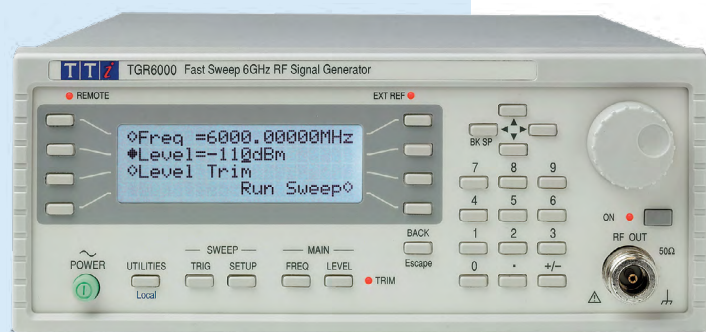 TTi TGR6000 Fast Sweep 6GHz RF Signal Generator
REMOTE
EXT REF
◇Freq =6000.00000MHz
◆Level=-110dBm
◇Level Trim
Run Sweep◇
BK SP
7 8 9
4 5 6
1 2 3
0 . +/-
ON
RF OUT
50Ω
BACK
Escape
SWEEP
MAIN
POWER
UTILITIES
TRIG
SETUP
FREQ
LEVEL
TRIM
Local